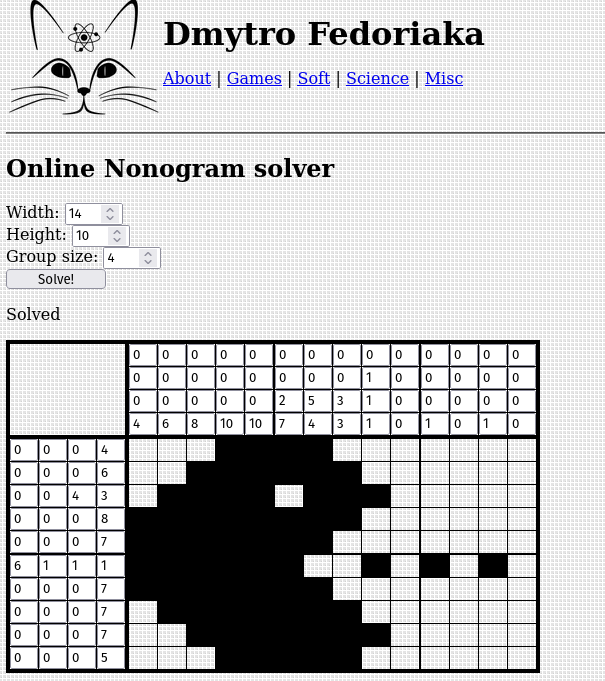 Dmytro Fedoriaka
About | Games | Soft | Science | Misc
Online Nonogram solver
Width: 14
Height: 10
Group size: 4
Solve!
Solved
0 0 0 0 0 0 0 0 0 0 0 0 0 0
0 0 0 0 0 0 0 0 1 0 0 0 0 0
0 0 0 0 0 2 5 3 1 0 0 0 0 0
4 6 8 10 10 7 4 3 1 0 1 0 1 0
0 0 0 4
0 0 0 6
0 0 4 3
0 0 0 8
0 0 0 7
6 1 1 1
0 0 0 7
0 0 0 7
0 0 0 7
0 0 0 5